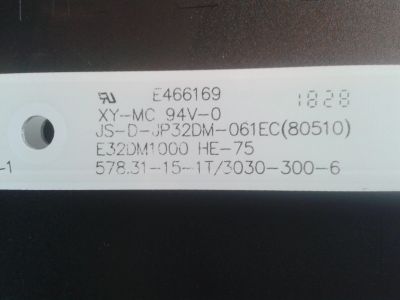 E466169
1828
XY-MC 94V-0
JS-D-JP32DM-061EC(80510)
E32DM1000 HE-75
578.31-15-1T/3030-300-6
-1